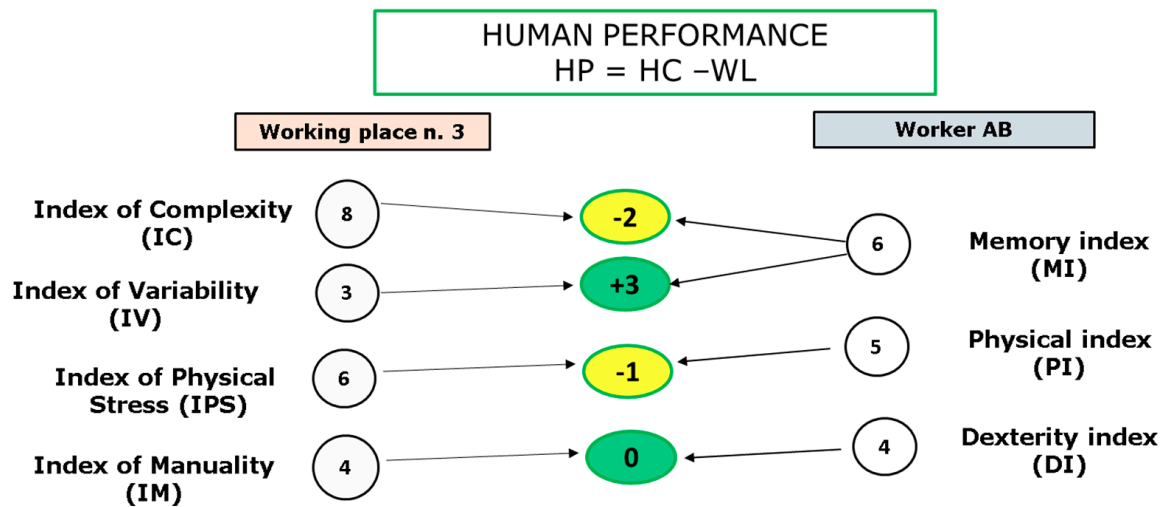 HUMAN PERFORMANCE
HP = HC –WL
Working place n. 3
Worker AB
Index of Complexity
(IC)
8
-2
6
Memory index
(MI)
Index of Variability
(IV)
3
+3
Index of Physical
Stress (IPS)
6
-1
5
Physical index
(PI)
Index of Manuality
(IM)
4
0
4
Dexterity index
(DI)